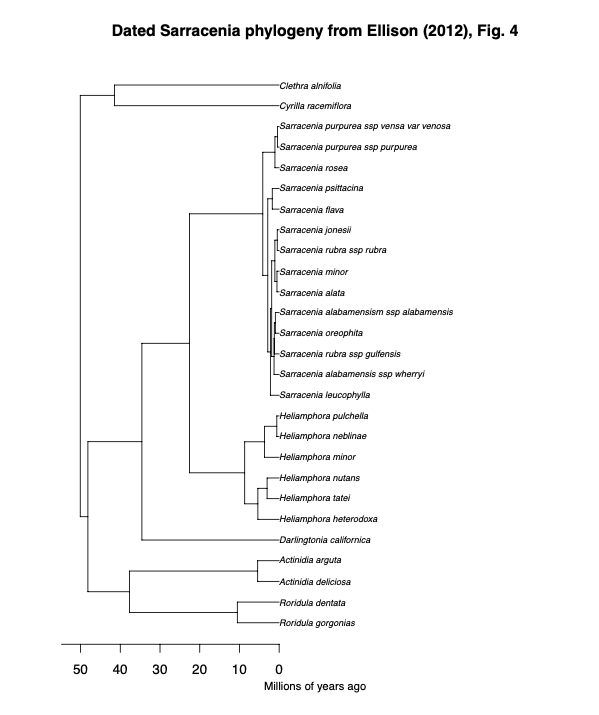 Dated Sarracenia phylogeny from Ellison (2012), Fig. 4
Clethra alnifolia
Cyrilla racemiflora
Sarracenia purpurea ssp vensa var venosa
Sarracenia purpurea ssp purpurea
Sarracenia rosea
Sarracenia psittacina
Sarracenia flava
Sarracenia jonesii
Sarracenia rubra ssp rubra
Sarracenia minor
Sarracenia alata
Sarracenia alabamensism ssp alabamensis
Sarracenia oreophita
Sarracenia rubra ssp gulfensis
Sarracenia alabamensis ssp wherryi
Sarracenia leucophylla
Heliamphora pulchella
Heliamphora neblinae
Heliamphora minor
Heliamphora nutans
Heliamphora tatei
Heliamphora heterodoxa
Darlingtonia californica
Actinidia arguta
Actinidia deliciosa
Roridula dentata
Roridula gorgonias
50 40 30 20 10 0
Millions of years ago